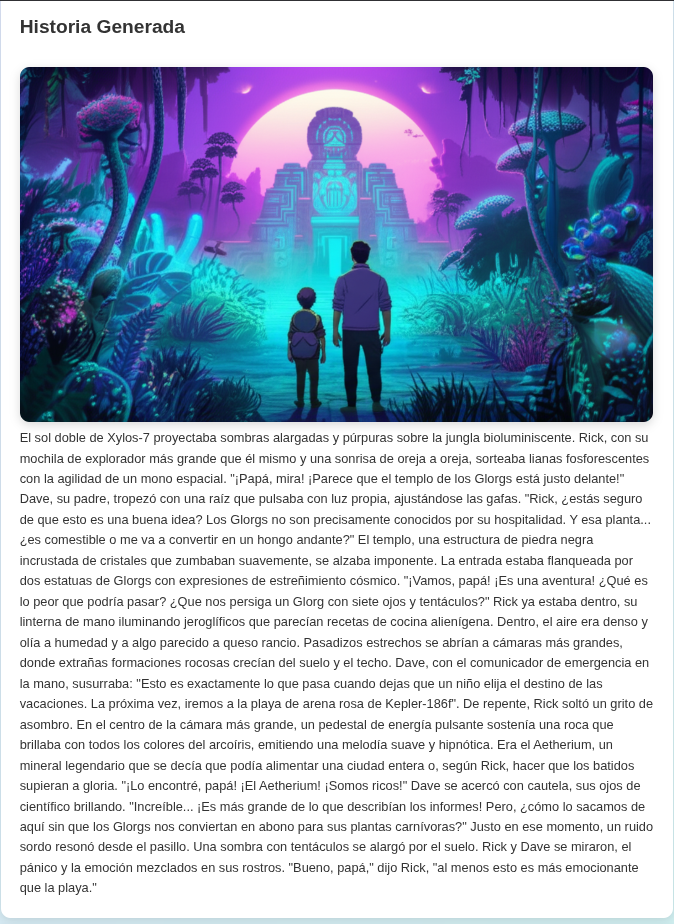 Historia Generada
El sol doble de Xylos-7 proyectaba sombras alargadas y púrpuras sobre la jungla bioluminiscente. Rick, con su
mochila de explorador más grande que él mismo y una sonrisa de oreja a oreja, sorteaba lianas fosforescentes
con la agilidad de un mono espacial. "¡Papá, mira! ¡Parece que el templo de los Glorgs está justo delante!"
Dave, su padre, tropezó con una raíz que pulsaba con luz propia, ajustándose las gafas. "Rick, ¿estás seguro
de que esto es una buena idea? Los Glorgs no son precisamente conocidos por su hospitalidad. Y esa planta...
¿es comestible o me va a convertir en un hongo andante?" El templo, una estructura de piedra negra
incrustada de cristales que zumbaban suavemente, se alzaba imponente. La entrada estaba flanqueada por
dos estatuas de Glorgs con expresiones de estreñimiento cósmico. "¡Vamos, papá! ¡Es una aventura! ¿Qué es
lo peor que podría pasar? ¿Que nos persiga un Glorg con siete ojos y tentáculos?" Rick ya estaba dentro, su
linterna de mano iluminando jeroglíficos que parecían recetas de cocina alienígena. Dentro, el aire era denso y
olía a humedad y a algo parecido a queso rancio. Pasadizos estrechos se abrían a cámaras más grandes,
donde extrañas formaciones rocosas crecían del suelo y el techo. Dave, con el comunicador de emergencia en
la mano, susurraba: "Esto es exactamente lo que pasa cuando dejas que un niño elija el destino de las
vacaciones. La próxima vez, iremos a la playa de arena rosa de Kepler-186f". De repente, Rick soltó un grito de
asombro. En el centro de la cámara más grande, un pedestal de energía pulsante sostenía una roca que
brillaba con todos los colores del arcoíris, emitiendo una melodía suave y hipnótica. Era el Aetherium, un
mineral legendario que se decía que podía alimentar una ciudad entera o, según Rick, hacer que los batidos
supieran a gloria. "¡Lo encontré, papá! ¡El Aetherium! ¡Somos ricos!" Dave se acercó con cautela, sus ojos de
científico brillando. "Increíble... ¡Es más grande de lo que describían los informes! Pero, ¿cómo lo sacamos de
aquí sin que los Glorgs nos conviertan en abono para sus plantas carnívoras?" Justo en ese momento, un ruido
sordo resonó desde el pasillo. Una sombra con tentáculos se alargó por el suelo. Rick y Dave se miraron, el
pánico y la emoción mezclados en sus rostros. "Bueno, papá," dijo Rick, "al menos esto es más emocionante
que la playa."